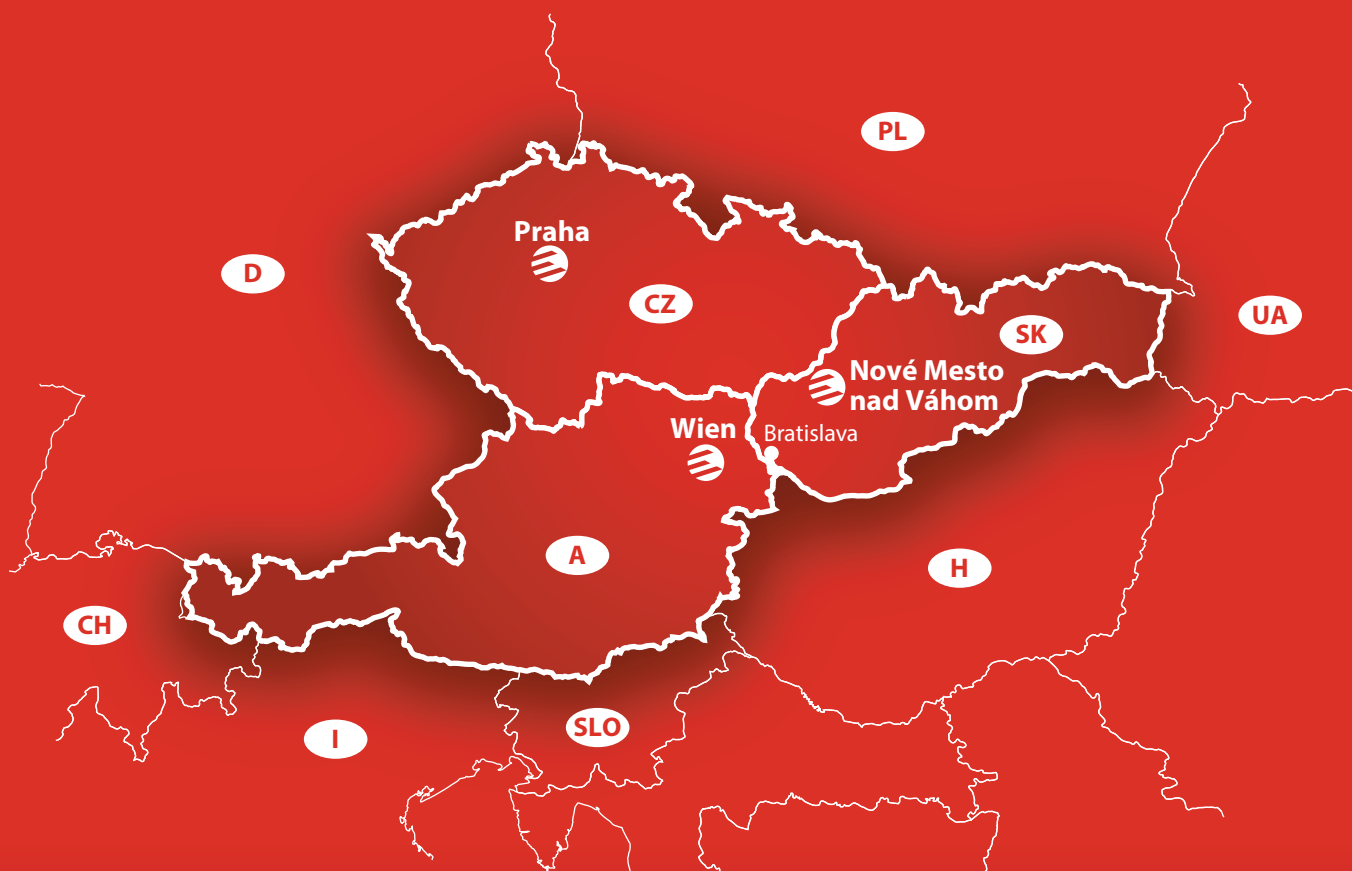 PL
Praha
D
CZ
UA
SK
Nové Mesto
nad Váhom
Wien
Bratislava
A
H
CH
SLO
I